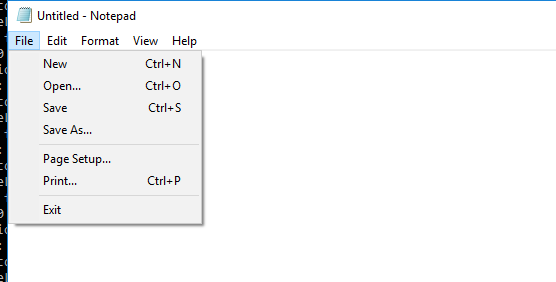 Untitled - Notepad
File Edit Format View Help
New Ctrl+N
Open... Ctrl+O
Save Ctrl+S
Save As...
Page Setup...
Print... Ctrl+P
Exit